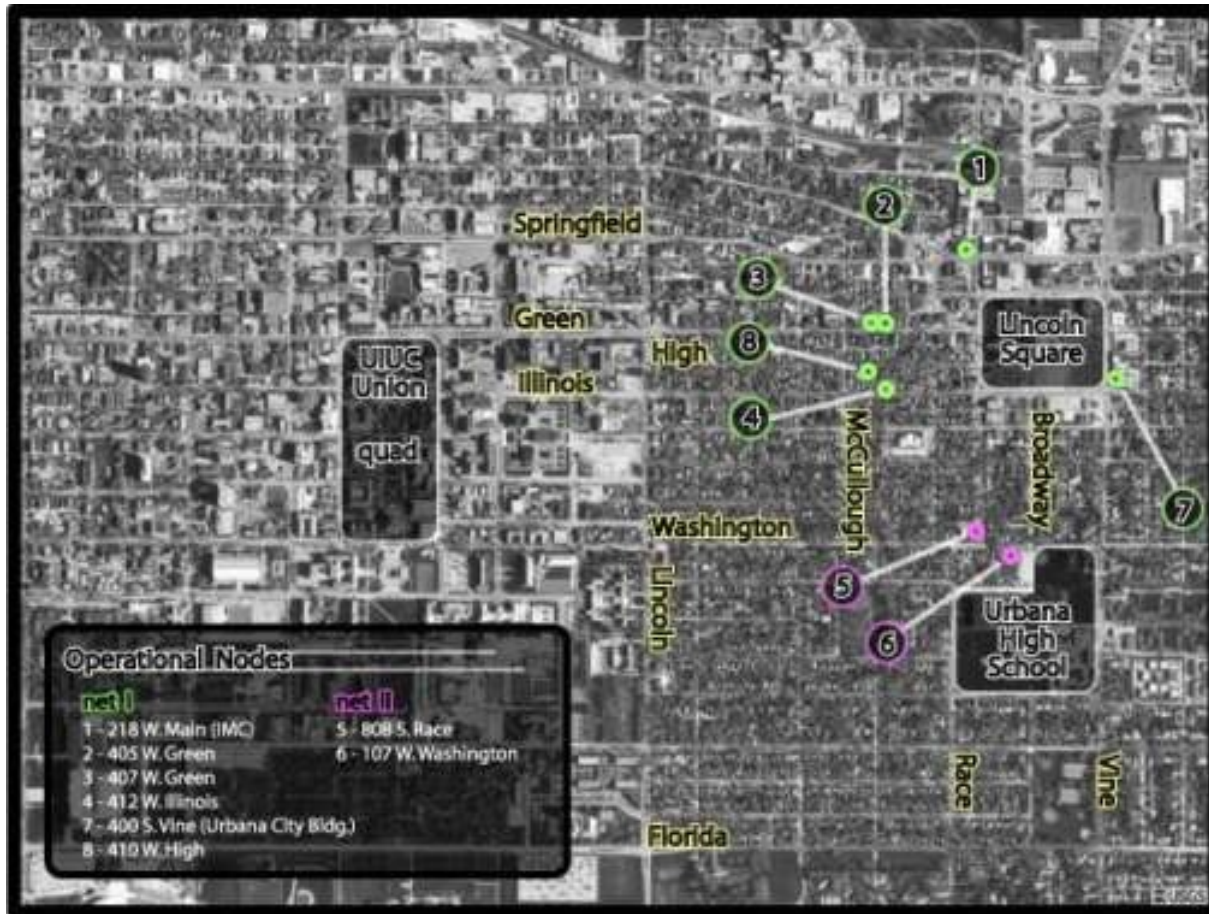 1
2
Springfield
3
Green
Lincoln
Square
UIUC
Union
High
8
Illinois
4
quad
McCullough
Broadway
7
Washington
5
Lincoln
6
Urbana
High
School
Operational Nodes
net I
net II
1 - 218 W. Main (IMC)
5 - 808 S. Race
2 - 405 W. Green
6 - 107 W. Washington
3 - 407 W. Green
4 - 412 W. Illinois
7 - 400 S. Vine (Urbana City Bldg.)
8 - 410 W. High
Race
Vine
Florida
USGS